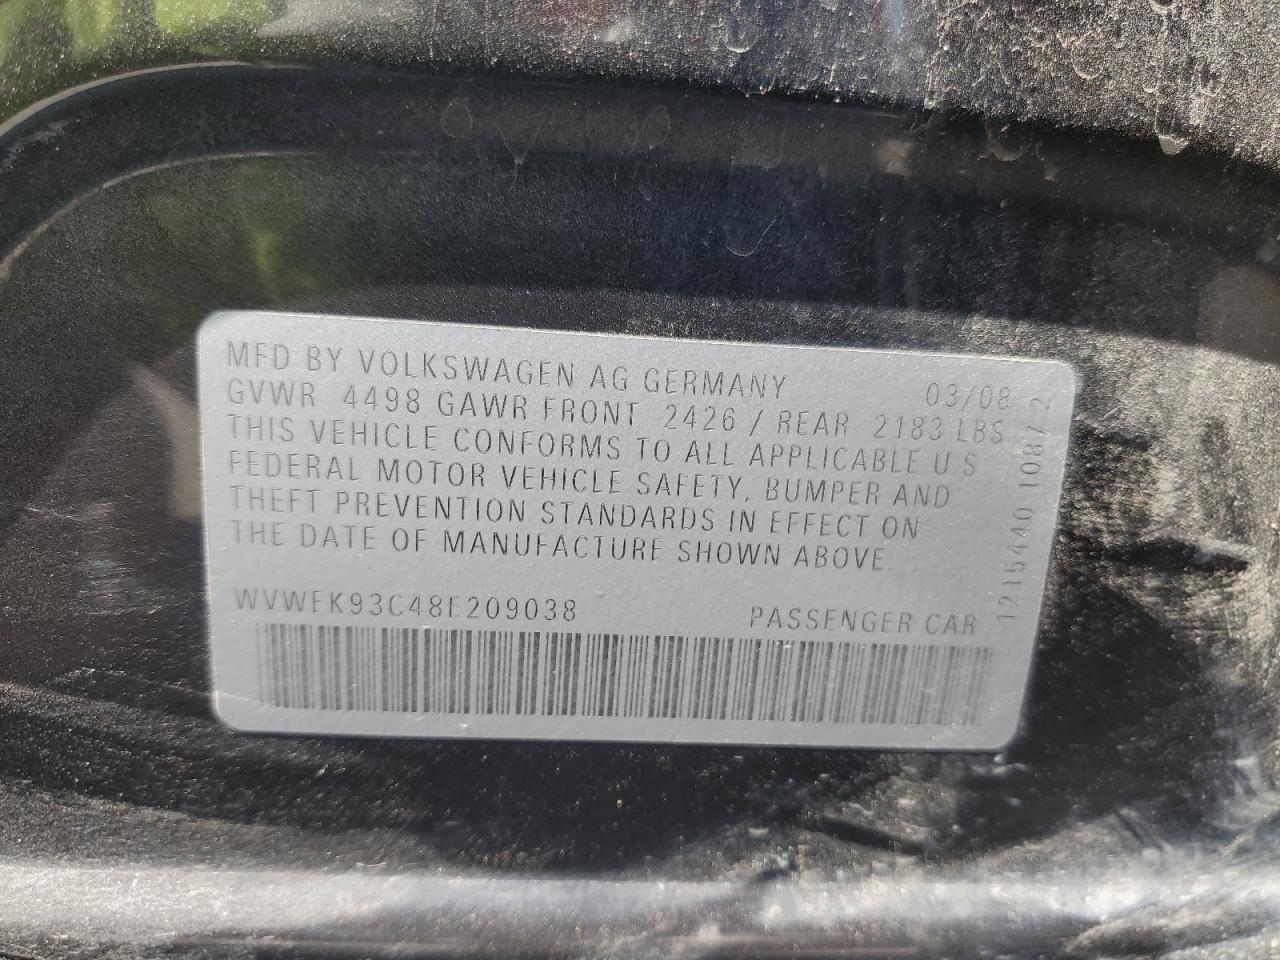 MFD BY VOLKSWAGEN AG GERMANY 03/08
GVWR 4498 GAWR FRONT 2426 / REAR 2183 LBS
THIS VEHICLE CONFORMS TO ALL APPLICABLE U.S
FEDERAL MOTOR VEHICLE SAFETY, BUMPER AND
THEFT PREVENTION STANDARDS IN EFFECT ON
THE DATE OF MANUFACTURE SHOWN ABOVE.
WVWEK93C48E209038 PASSENGER CAR
1215440 10872